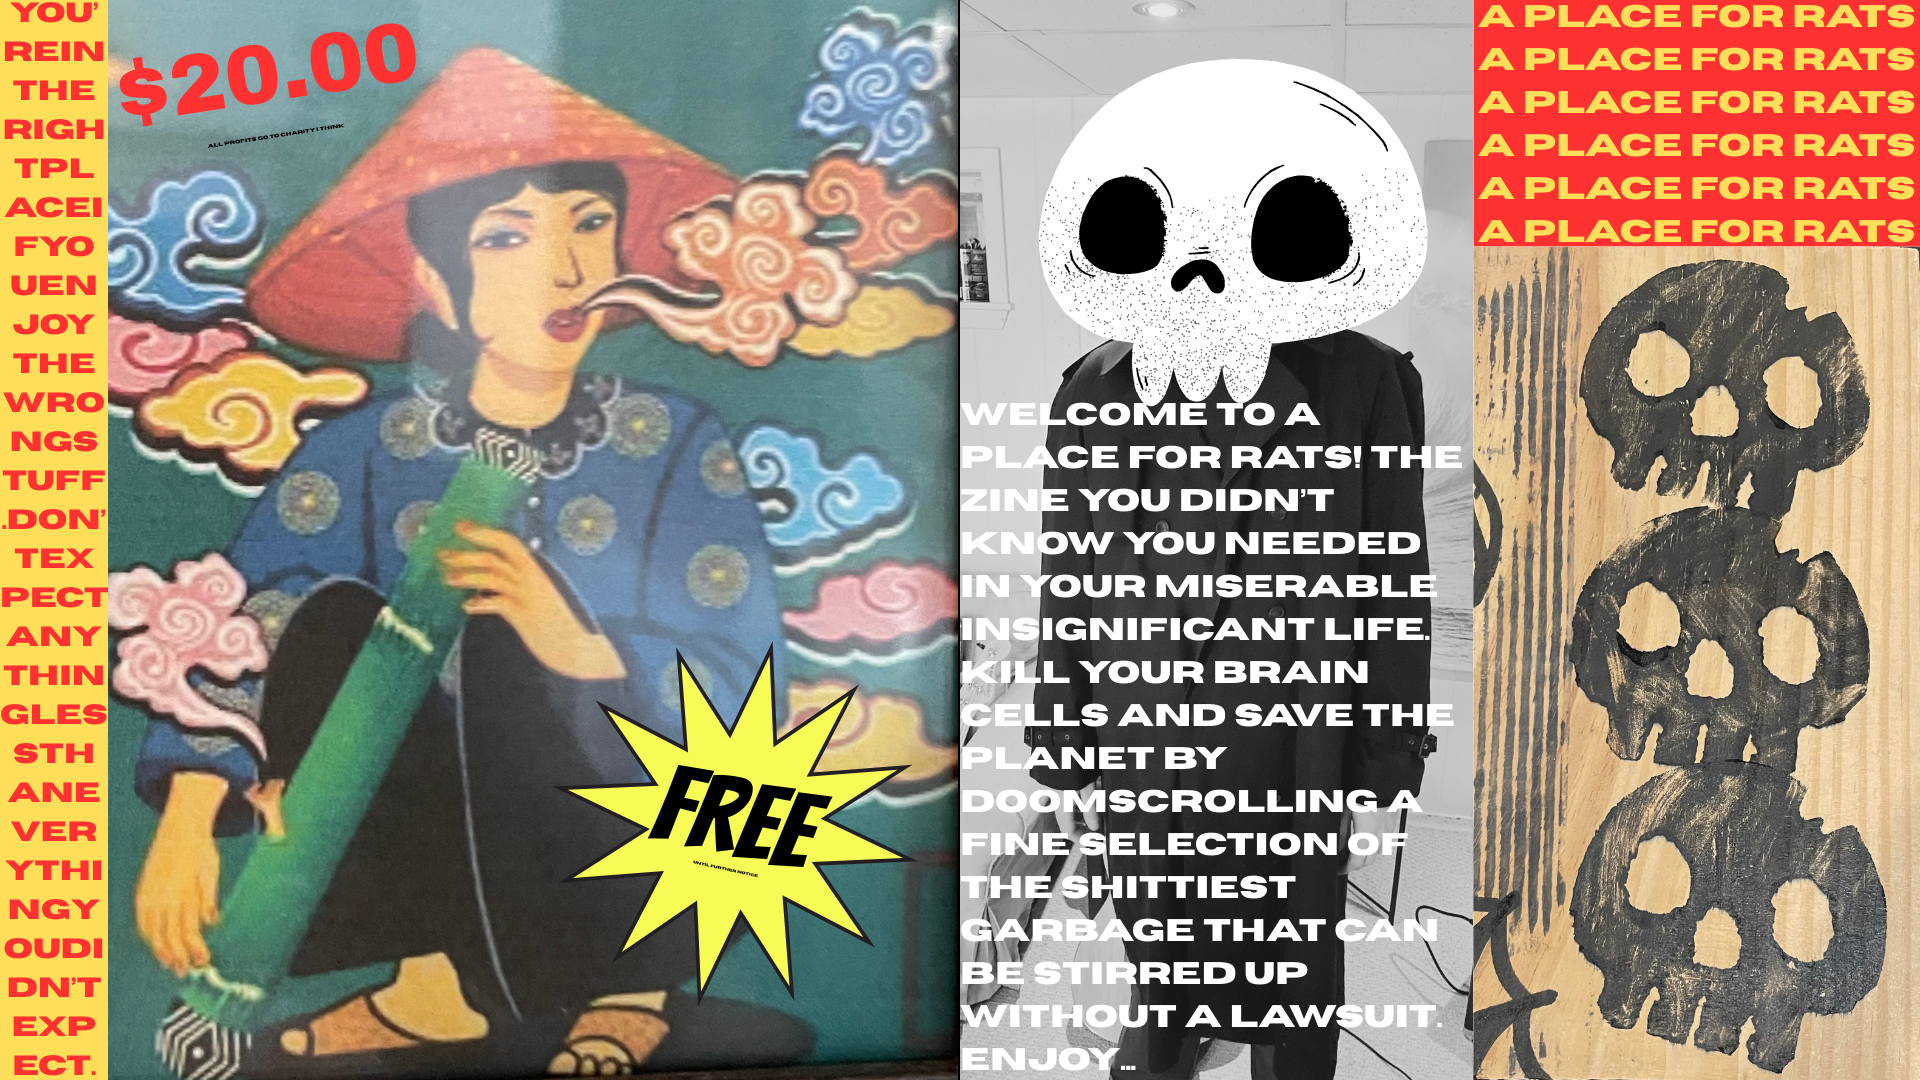 YOU'
REIN
THE
RIGH
TPL
ACEI
FYO
UEN
JOY
THE
WRO
NGS
TUFF
.DON'
TEX
PECT
ANY
THIN
GLES
STH
ANE
VER
YTHI
NGY
OUDI
DN'T
EXP
ECT.
$20.00
ALL PROFITS GO TO CHARITY I THINK
FREE
UNTIL FURTHER NOTICE
WELCOME TO A
PLACE FOR RATS! THE
ZINE YOU DIDN'T
KNOW YOU NEEDED
IN YOUR MISERABLE
INSIGNIFICANT LIFE.
KILL YOUR BRAIN
CELLS AND SAVE THE
PLANET BY
DOOMSCROLLING A
FINE SELECTION OF
THE SHITTIEST
GARBAGE THAT CAN
BE STIRRED UP
WITHOUT A LAWSUIT.
ENJOY...
A PLACE FOR RATS
A PLACE FOR RATS
A PLACE FOR RATS
A PLACE FOR RATS
A PLACE FOR RATS
A PLACE FOR RATS